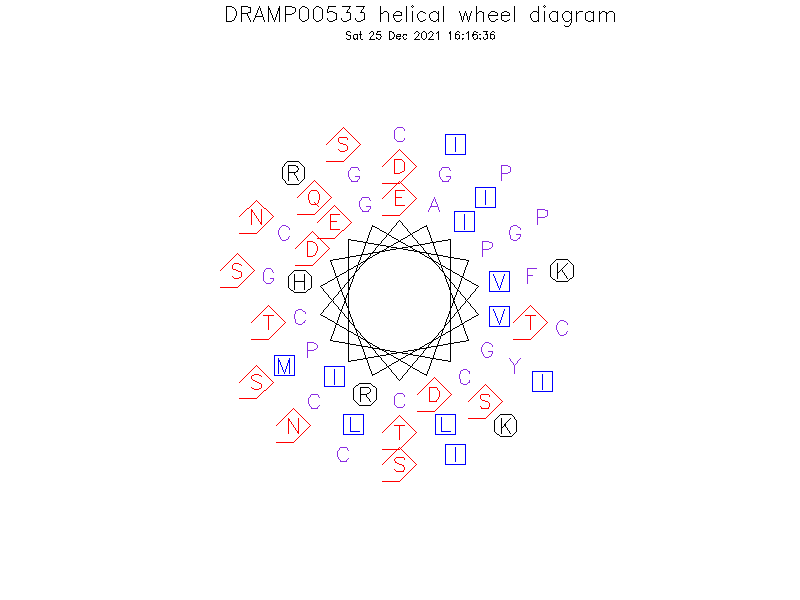 DRAMP00533 helical wheel diagram
Sat 25 Dec 2021 16:16:36
S C I
R G D G P
Q G E A I
N E I P
C G
D P
S G H V F K
T C V T C
P G
M Y
S I C I
C R C D S
N L T L K
C S I